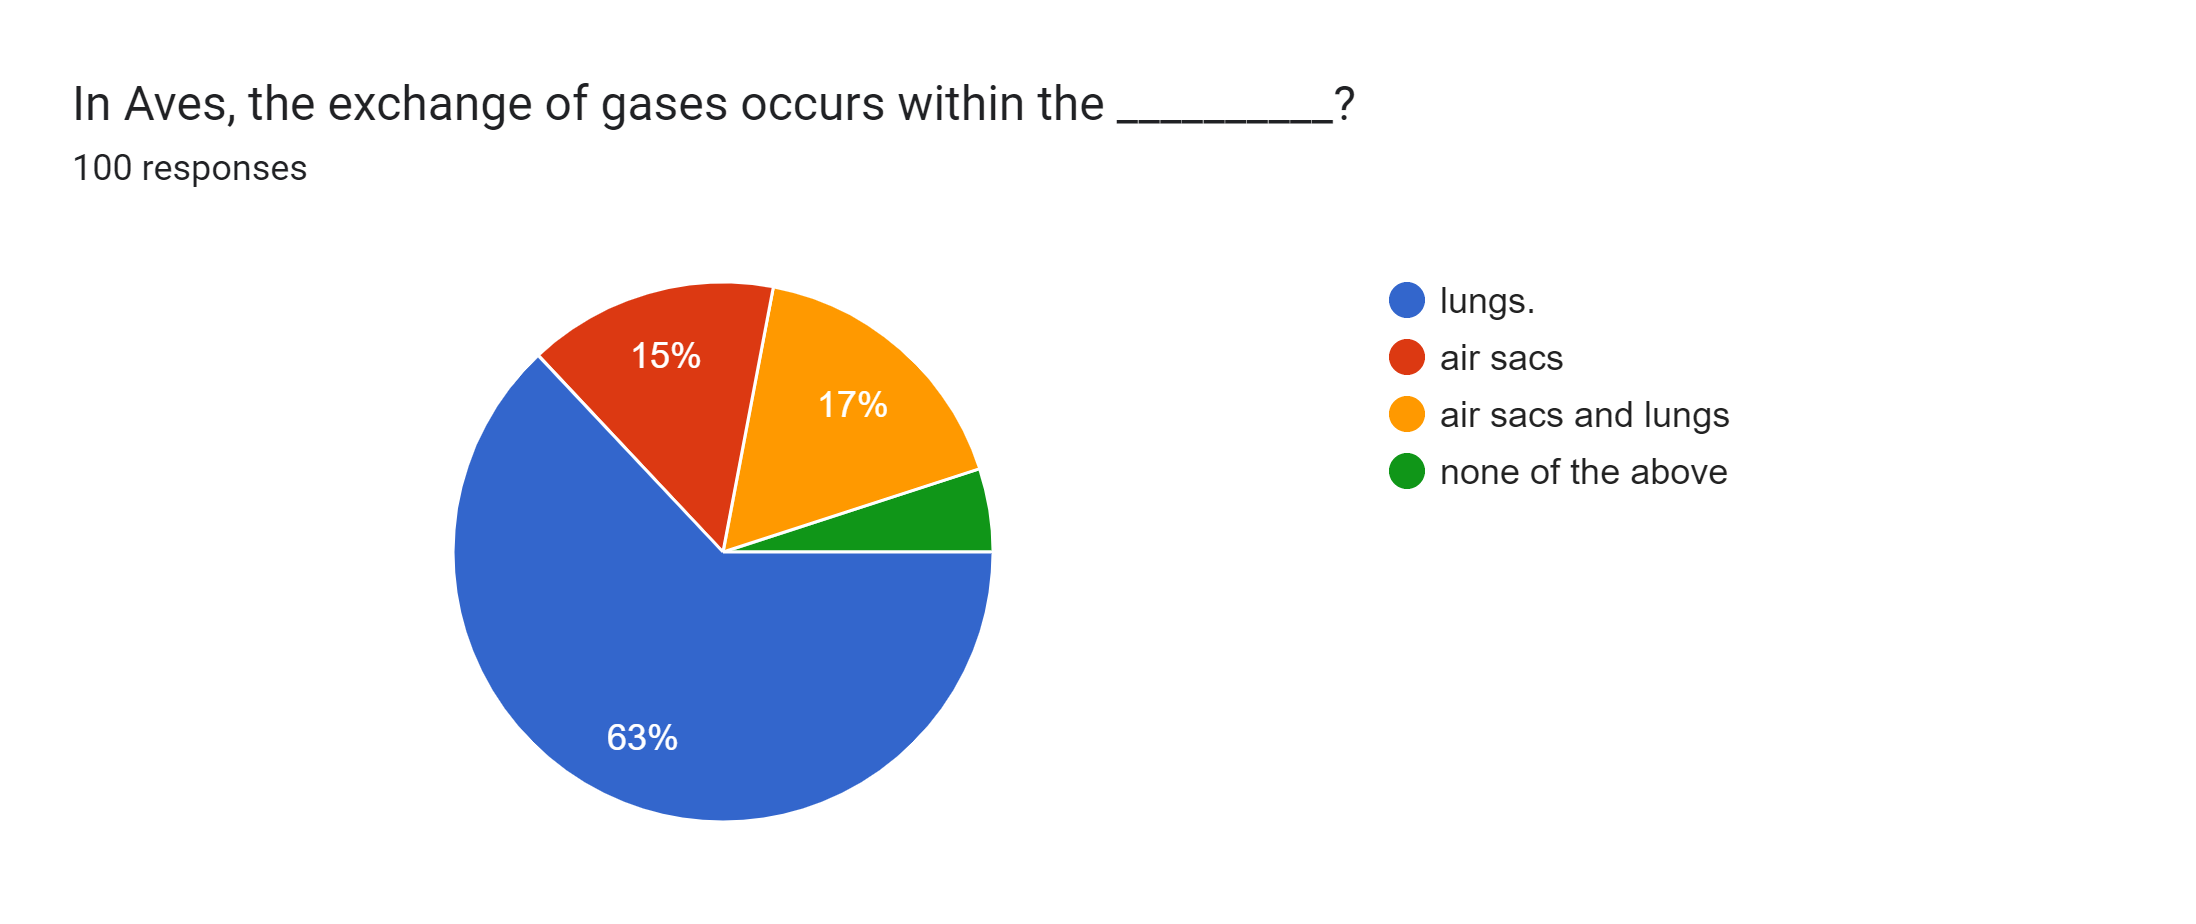 In Aves, the exchange of gases occurs within the __________?
100 responses
lungs.
air sacs
air sacs and lungs
none of the above
15%
17%
63%